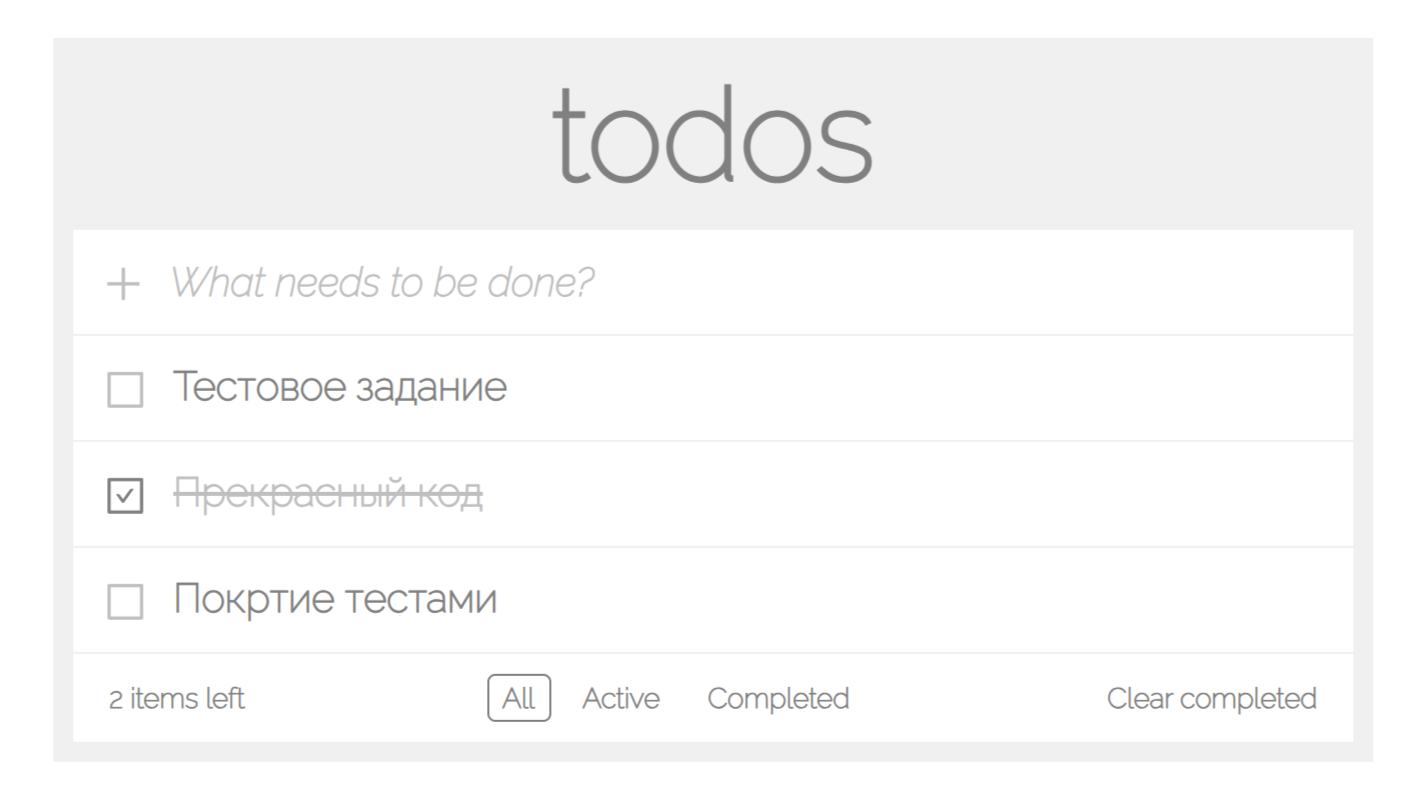 todos
What needs to be done?
Тестовое задание
Прекрасный код
Покртие тестами
2 items left All Active Completed Clear completed